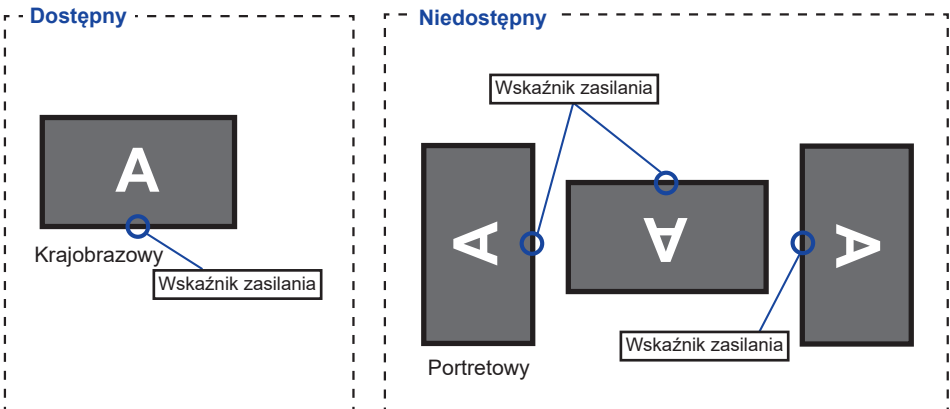 Dostępny
A
Krajobrazowy
Wskaźnik zasilania
Niedostępny
Wskaźnik zasilania
A
A
A
Wskaźnik zasilania
Portretowy